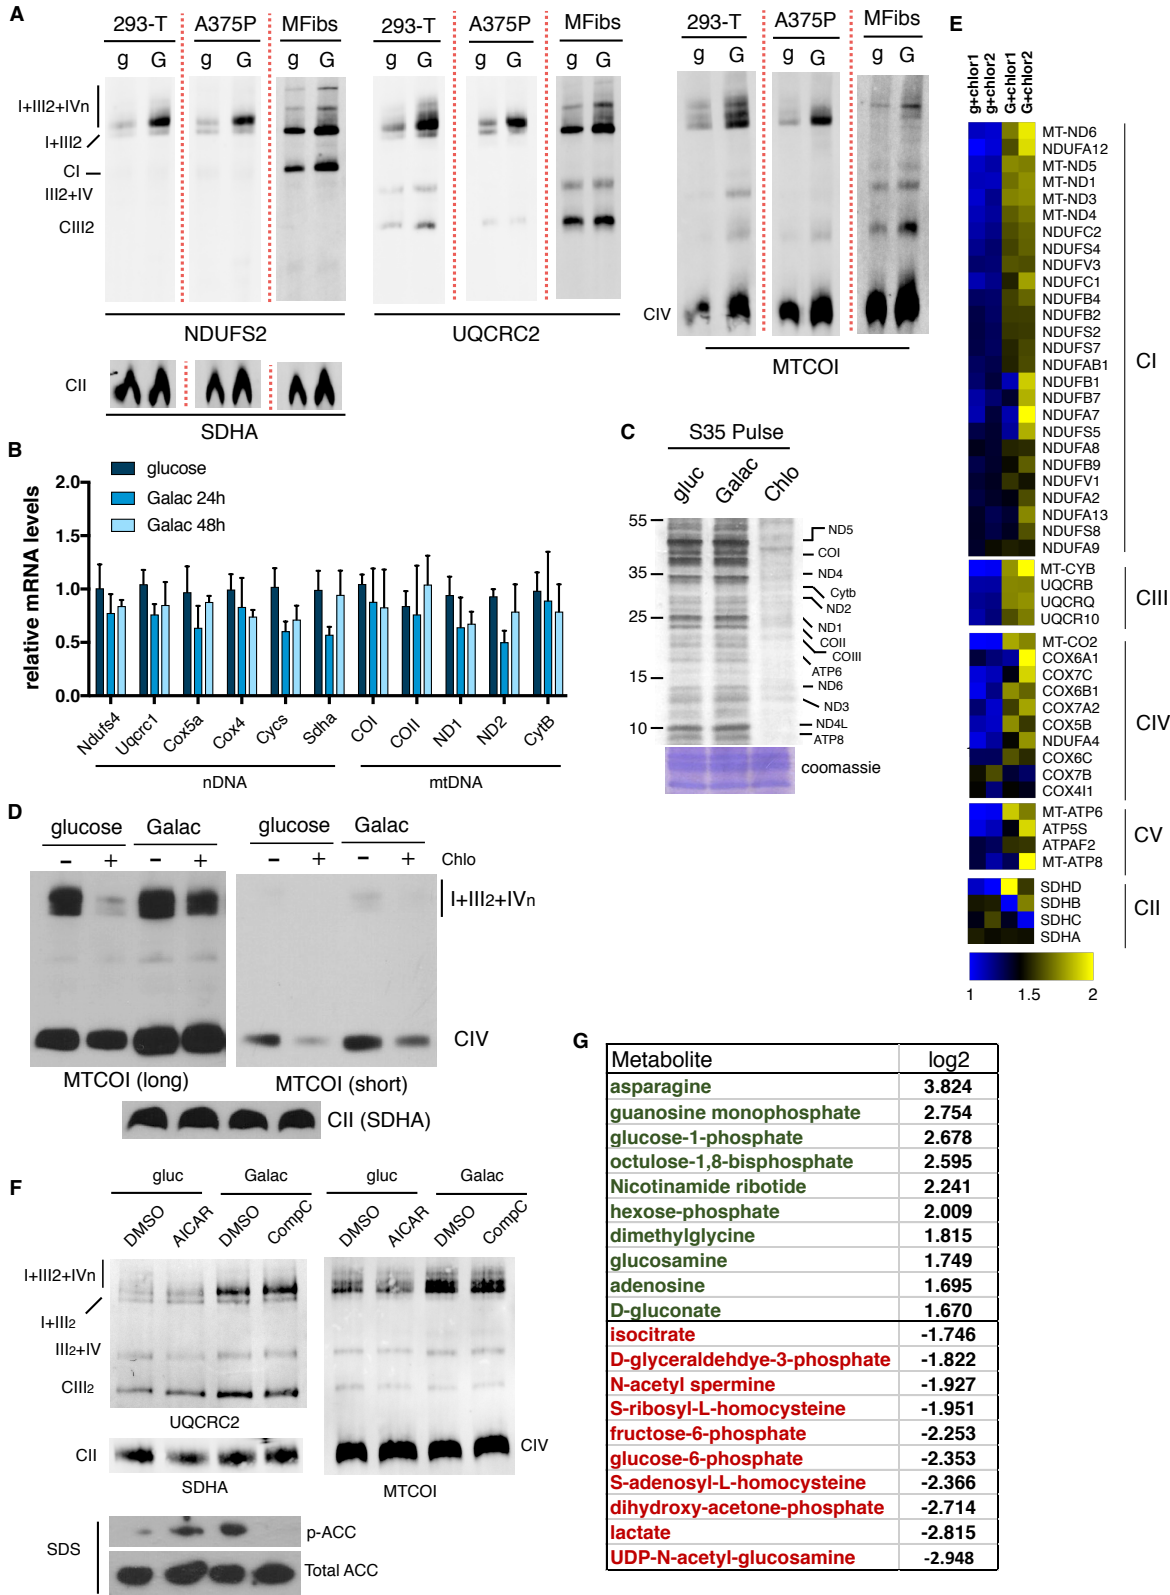 A
293-T A375P MFibs
g G g G g G
I+III2+IVn
I+III2
CI
III2+IV
CIII2
NDUFS2
CII
SDHA
293-T A375P MFibs
g G g G g G
UQCRC2
293-T A375P MFibs
g G g G g G
CIV
MTCOI
B
glucose
Galac 24h
Galac 48h
relative mRNA levels
2.0
1.5
1.0
0.5
0.0
Ndufs4 Uqcrc1 Cox5a Cox4 Cycs Sdha COI COII ND1 ND2 CytB
nDNA mtDNA
C
S35 Pulse
gluc Galac Chlo
55
35
25
15
10
ND5
COI
ND4
Cytb
ND2
ND1
COII
COIII
ATP6
ND6
ND3
ND4L
ATP8
coomassie
D
glucose Galac glucose Galac
– + – + – + – + Chlo
I+III2+IVn
CIV
MTCOI (long) MTCOI (short)
CII (SDHA)
E
g+chlor1
g+chlor2
G+chlor1
G+chlor2
MT-ND6
NDUFA12
MT-ND5
MT-ND1
MT-ND3
MT-ND4
NDUFC2
NDUFS4
NDUFV3
NDUFC1
NDUFB4
NDUFB2
NDUFS2
NDUFS7
NDUFAB1
NDUFB1
NDUFB7
NDUFA7
NDUFS5
NDUFA8
NDUFB9
NDUFV1
NDUFA2
NDUFA13
NDUFS8
NDUFA9
CI
MT-CYB
UQCRB
UQCRQ
UQCR10
CIII
MT-CO2
COX6A1
COX7C
COX6B1
COX7A2
COX5B
NDUFA4
COX6C
COX7B
COX4I1
CIV
MT-ATP6
ATP5S
ATPAF2
MT-ATP8
CV
SDHD
SDHB
SDHC
SDHA
CII
1 1.5 2
F
gluc Galac gluc Galac
DMSO AICAR DMSO CompC DMSO AICAR DMSO CompC
I+III2+IVn
I+III2
III2+IV
CIII2
UQCRC2
CII
SDHA
CIV
MTCOI
SDS
p-ACC
Total ACC
G
Metabolite log2
asparagine 3.824
guanosine monophosphate 2.754
glucose-1-phosphate 2.678
octulose-1,8-bisphosphate 2.595
Nicotinamide ribotide 2.241
hexose-phosphate 2.009
dimethylglycine 1.815
glucosamine 1.749
adenosine 1.695
D-gluconate 1.670
isocitrate -1.746
D-glyceraldehdye-3-phosphate -1.822
N-acetyl spermine -1.927
S-ribosyl-L-homocysteine -1.951
fructose-6-phosphate -2.253
glucose-6-phosphate -2.353
S-adenosyl-L-homocysteine -2.366
dihydroxy-acetone-phosphate -2.714
lactate -2.815
UDP-N-acetyl-glucosamine -2.948